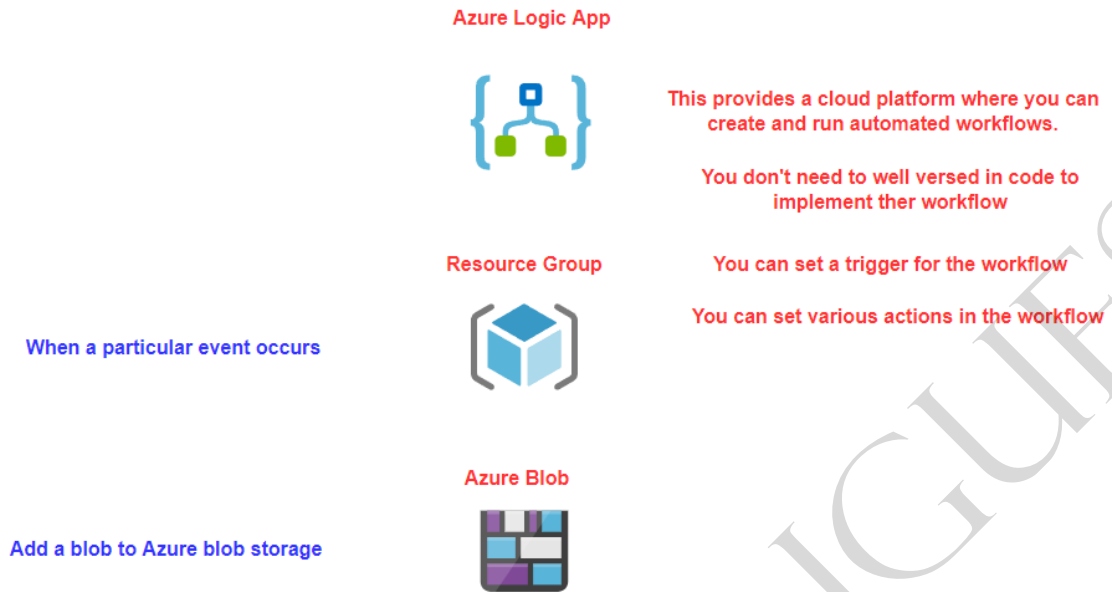 Azure Logic App
This provides a cloud platform where you can
create and run automated workflows.
You don't need to well versed in code to
implement ther workflow
Resource Group
You can set a trigger for the workflow
You can set various actions in the workflow
When a particular event occurs
Azure Blob
Add a blob to Azure blob storage